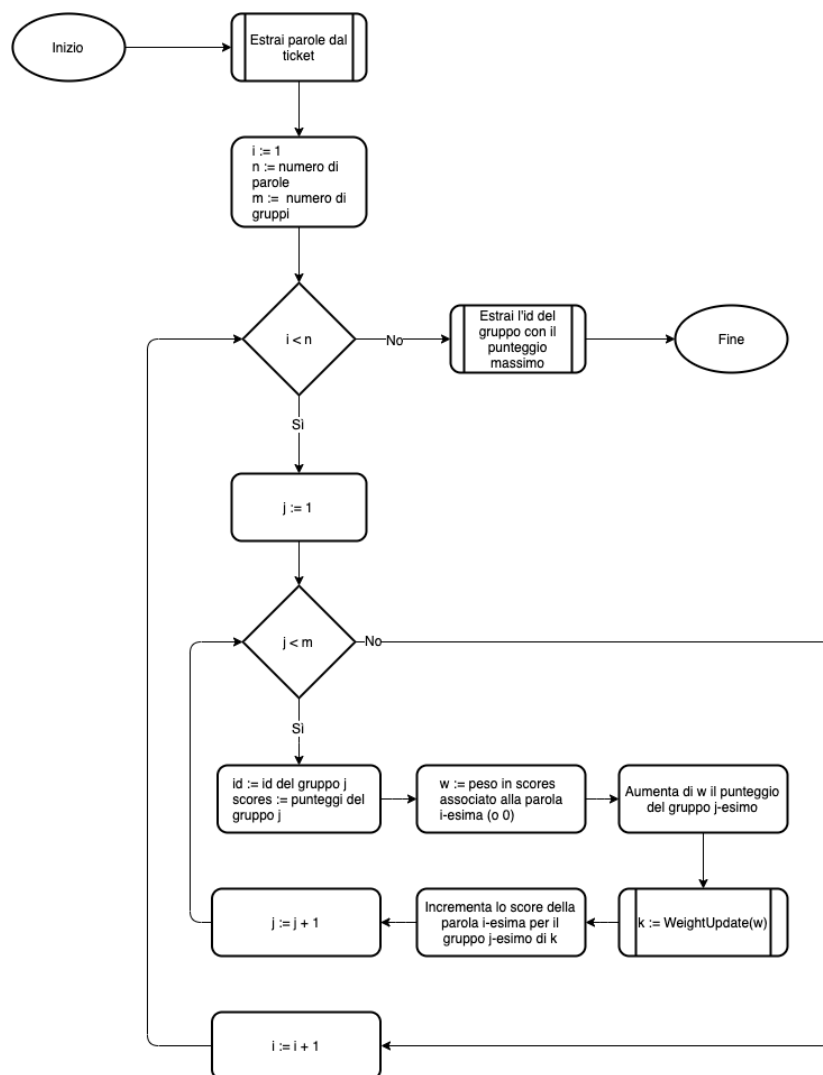 Inizio
Estrai parole dal
ticket
i := 1
n := numero di
parole
m := numero di
gruppi
i < n
No
Estrai l'id del
gruppo con il
punteggio
massimo
Fine
Sì
j := 1
j < m
No
Sì
id := id del gruppo j
scores := punteggi del
gruppo j
w := peso in scores
associato alla parola
i-esima (o 0)
Aumenta di w il punteggio
del gruppo j-esimo
k := WeightUpdate(w)
Incrementa lo score della
parola i-esima per il
gruppo j-esimo di k
j := j + 1
i := i + 1